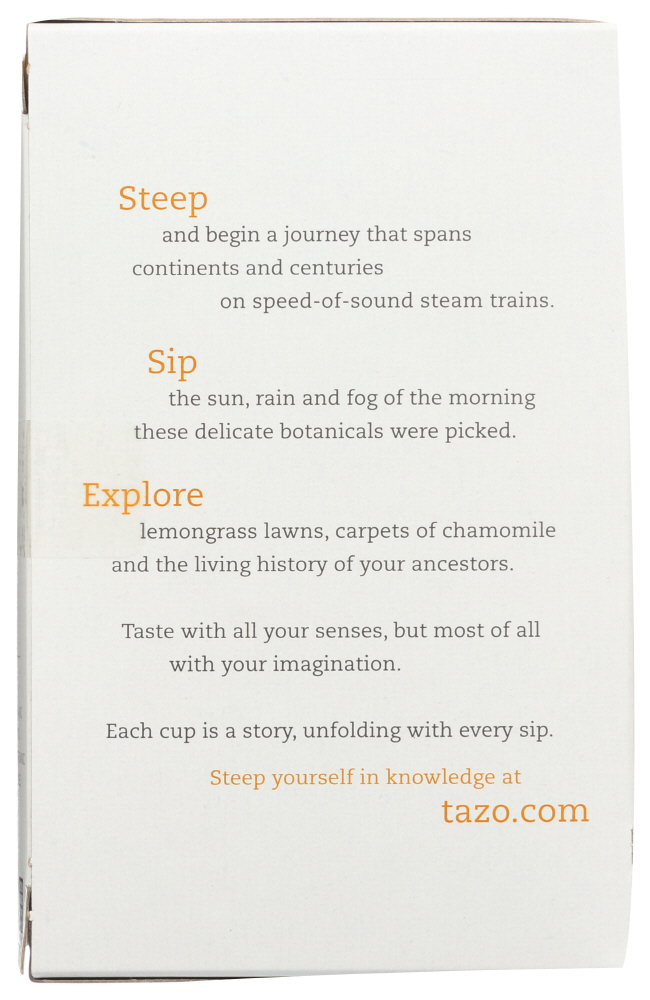 Steep
and begin a journey that spans
continents and centuries
on speed-of-sound steam trains.
Sip
the sun, rain and fog of the morning
these delicate botanicals were picked.
Explore
lemongrass lawns, carpets of chamomile
and the living history of your ancestors.
Taste with all your senses, but most of all
with your imagination.
Each cup is a story, unfolding with every sip.
Steep yourself in knowledge at
tazo.com